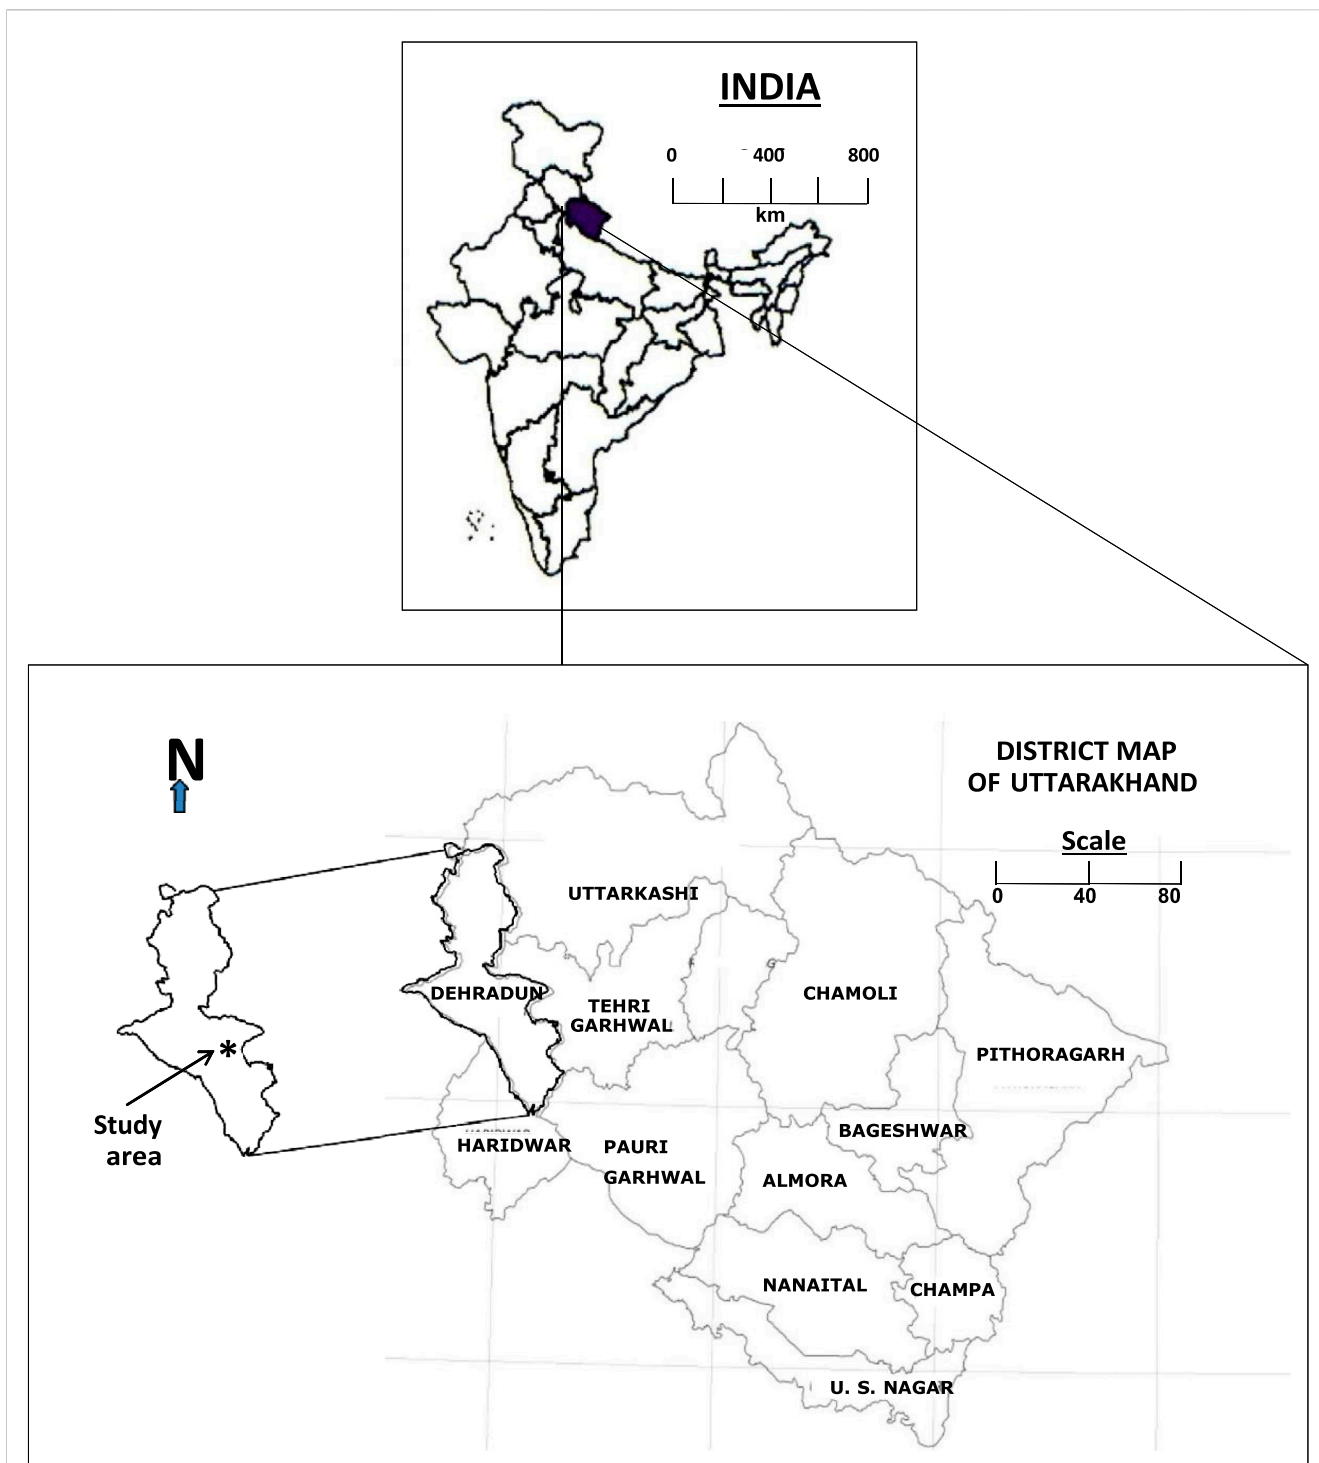 INDIA
0 400 800
km
N
DISTRICT MAP
OF UTTARAKHAND
Scale
0 40 80
UTTARKASHI
DEHRADUN
TEHRI
GARHWAL
CHAMOLI
PITHORAGARH
Study
area
HARIDWAR
PAURI
GARHWAL
BAGESHWAR
ALMORA
NANAITAL
CHAMPA
U. S. NAGAR